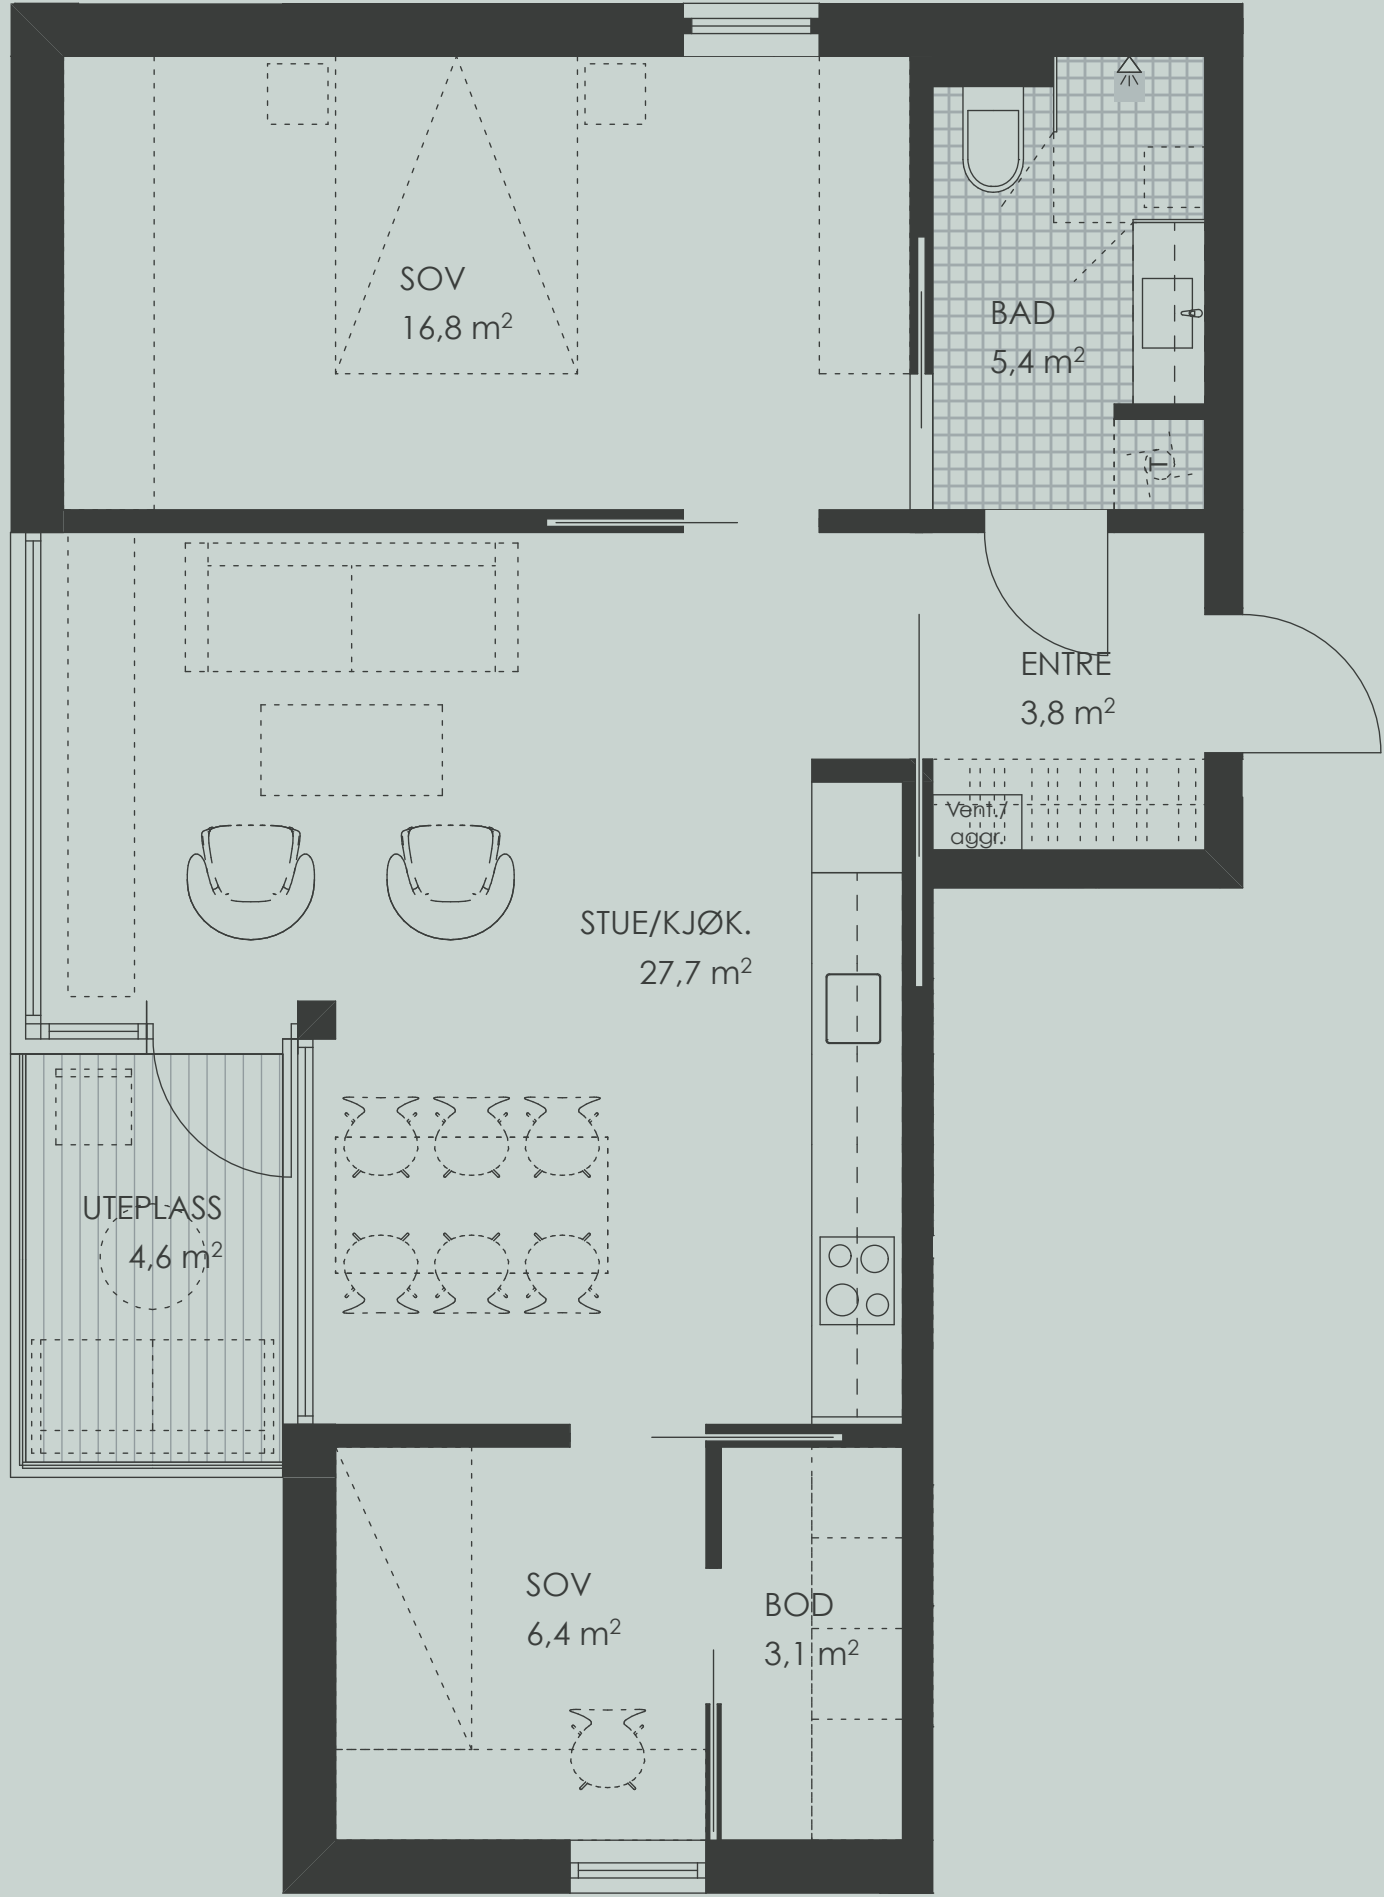 SOV
16,8 m²
BAD
5,4 m²
T
ENTRE
3,8 m²
Vent./
aggr.
STUE/KJØK.
27,7 m²
UTEPLASS
4,6 m²
SOV
6,4 m²
BOD
3,1 m²